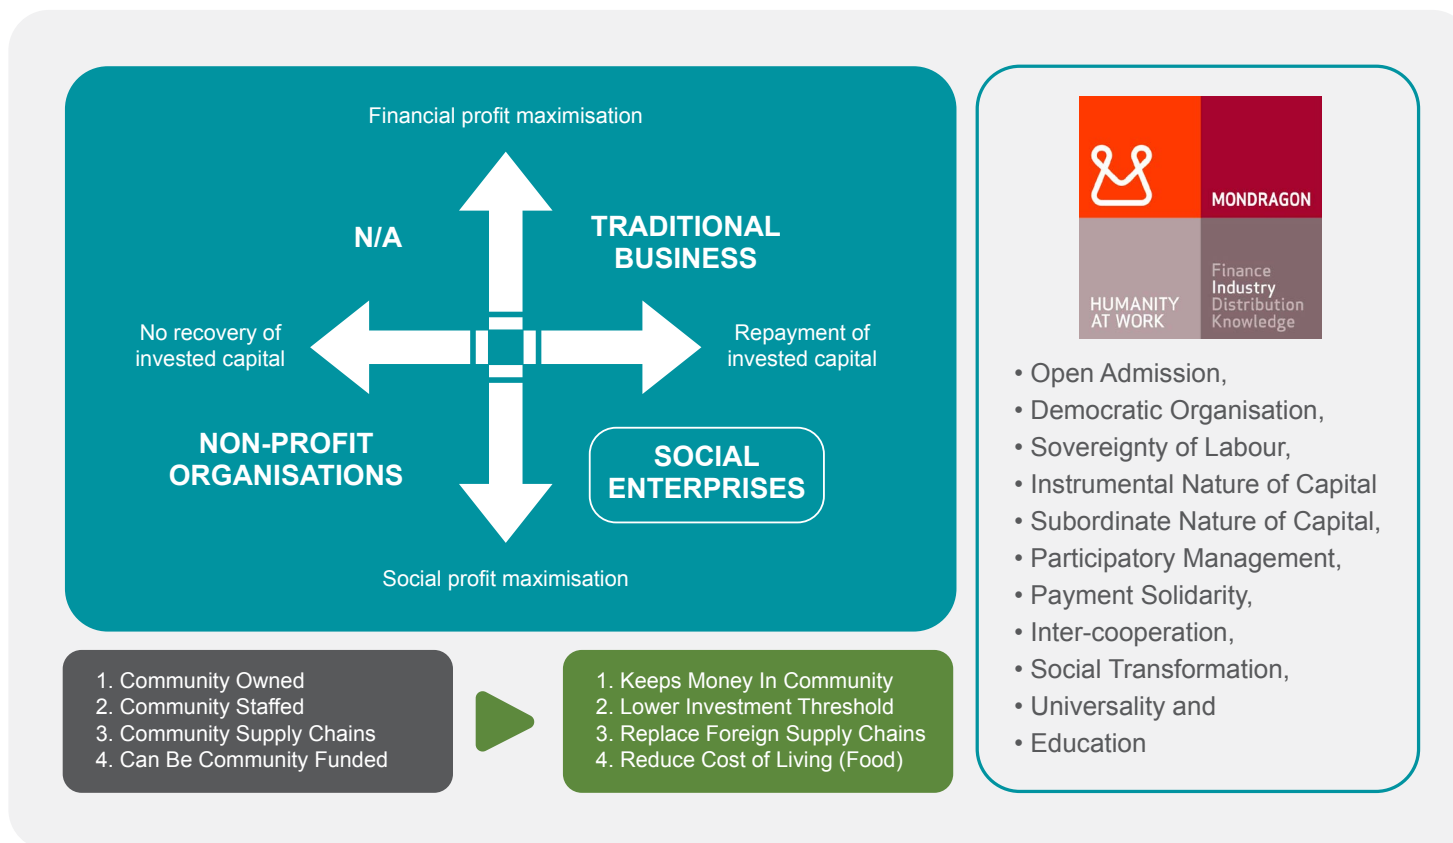 Financial profit maximisation
N/A
TRADITIONAL
BUSINESS
No recovery of
invested capital
Repayment of
invested capital
NON-PROFIT
ORGANISATIONS
SOCIAL
ENTERPRISES
Social profit maximisation
1. Community Owned
2. Community Staffed
3. Community Supply Chains
4. Can Be Community Funded
1. Keeps Money In Community
2. Lower Investment Threshold
3. Replace Foreign Supply Chains
4. Reduce Cost of Living (Food)
MONDRAGON
HUMANITY
AT WORK
Finance
Industry
Distribution
Knowledge
• Open Admission,
• Democratic Organisation,
• Sovereignty of Labour,
• Instrumental Nature of Capital
• Subordinate Nature of Capital,
• Participatory Management,
• Payment Solidarity,
• Inter-cooperation,
• Social Transformation,
• Universality and
• Education